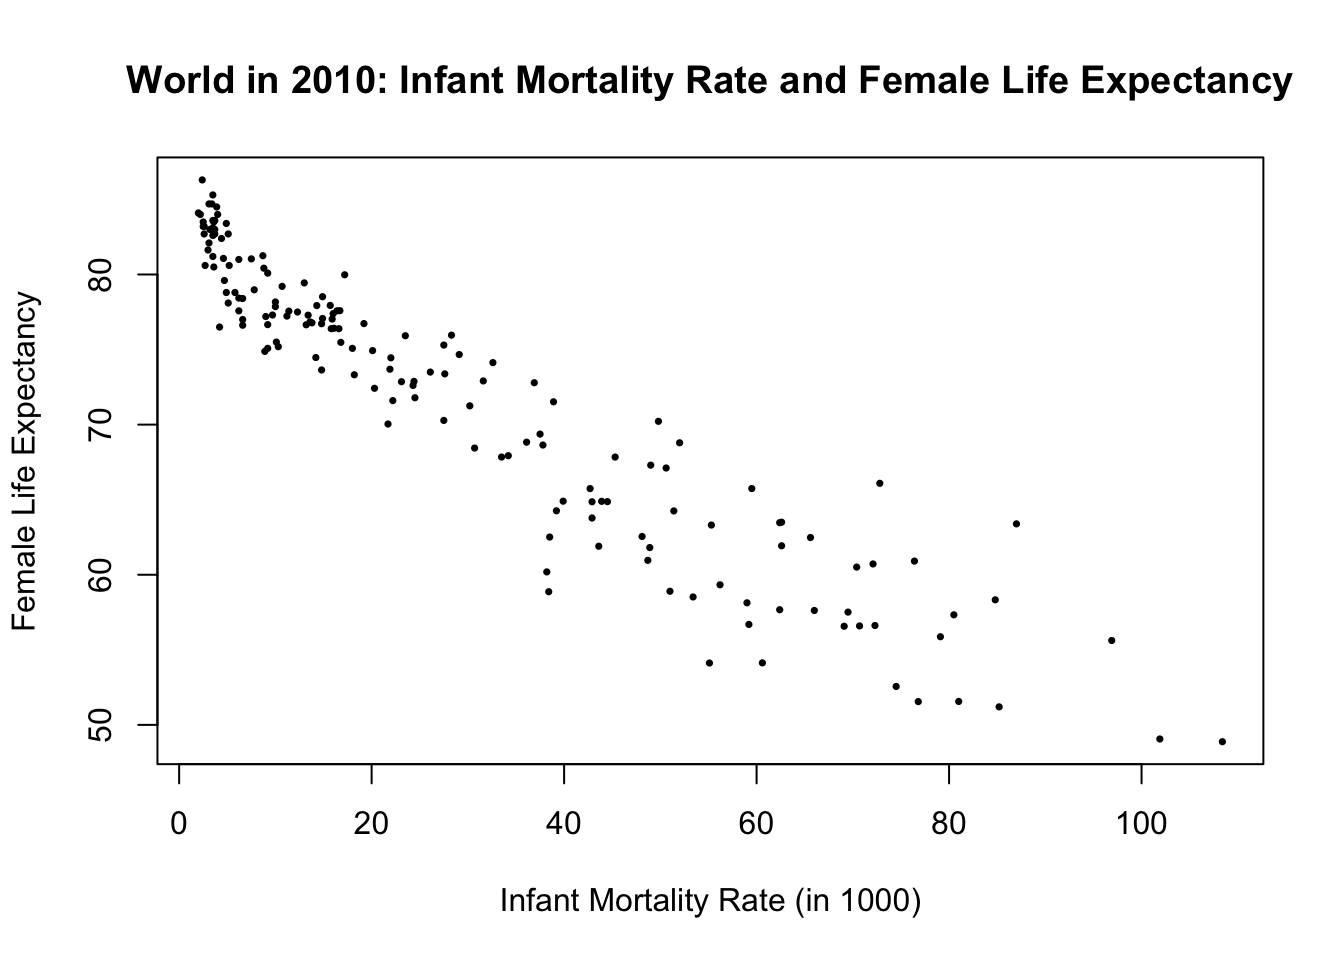 World in 2010: Infant Mortality Rate and Female Life Expectancy
Female Life Expectancy
80
70
60
50
0 20 40 60 80 100
Infant Mortality Rate (in 1000)